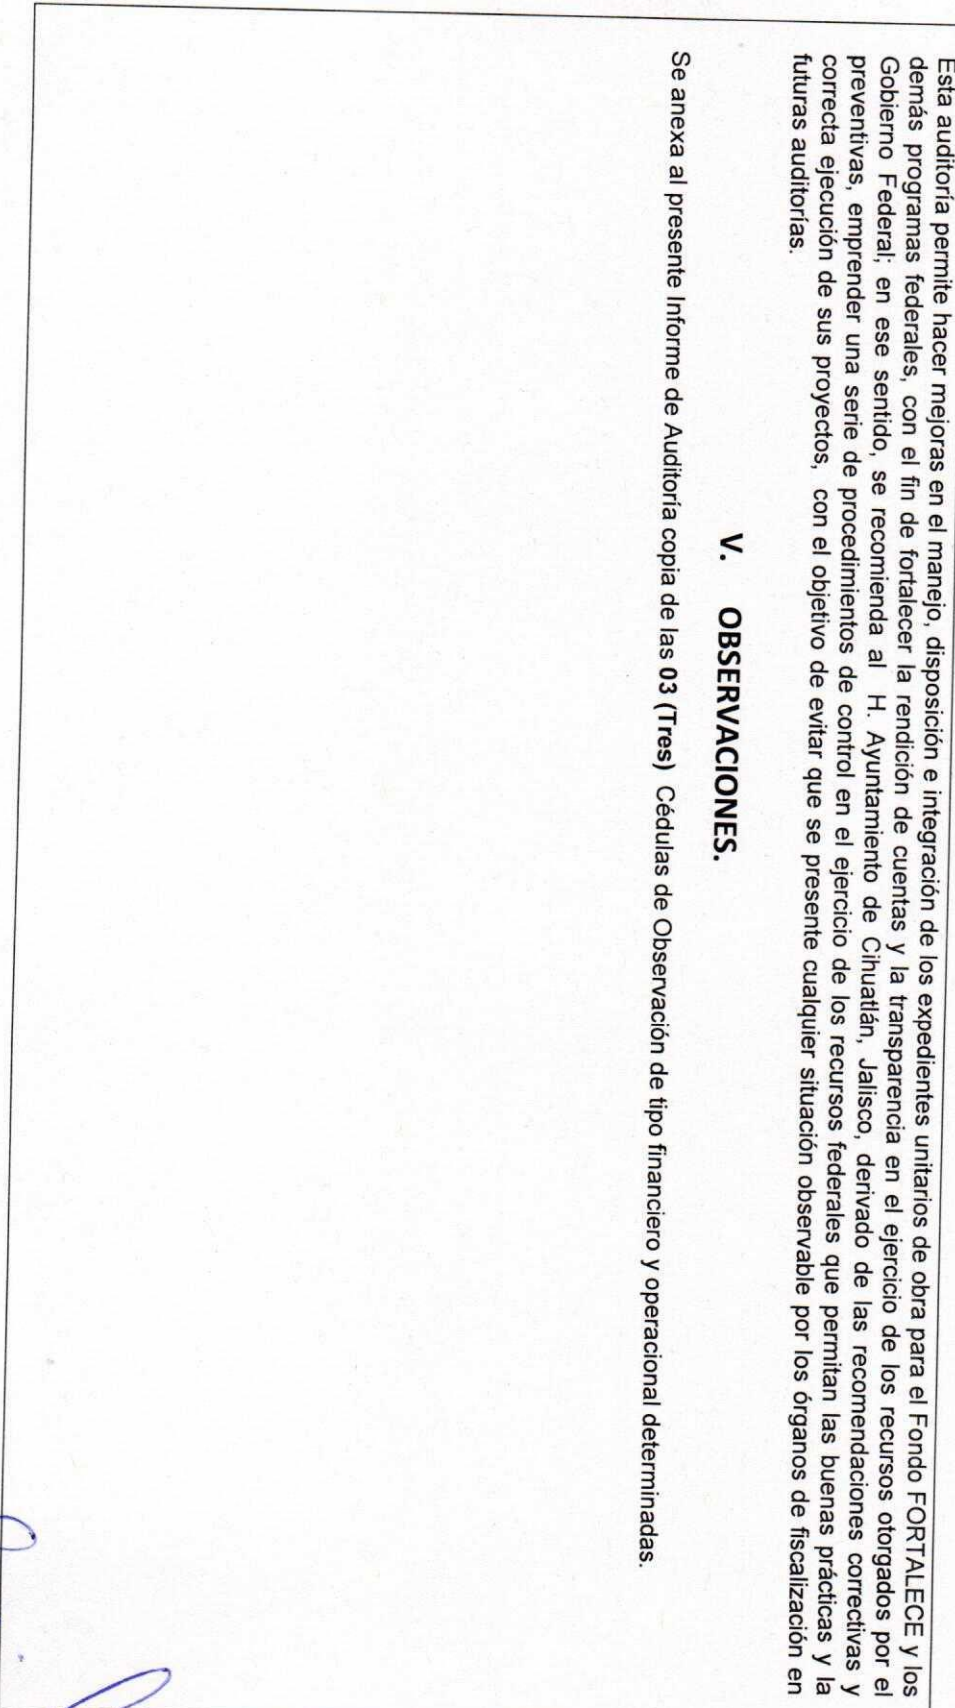 Esta auditoría permite hacer mejoras en el manejo, disposición e integración de los expedientes unitarios de obra para el Fondo FORTALECE y los
demás programas federales, con el fin de fortalecer la rendición de cuentas y la transparencia en el ejercicio de los recursos otorgados por el
Gobierno Federal; en ese sentido, se recomienda al H. Ayuntamiento de Cihuatlán, Jalisco, derivado de las recomendaciones correctivas y
preventivas, emprender una serie de procedimientos de control en el ejercicio de los recursos federales que permitan las buenas prácticas y la
correcta ejecución de sus proyectos, con el objetivo de evitar que se presente cualquier situación observable por los órganos de fiscalización en
futuras auditorías.
V. OBSERVACIONES.
Se anexa al presente Informe de Auditoría copia de las 03 (Tres) Cédulas de Observación de tipo financiero y operacional determinadas.